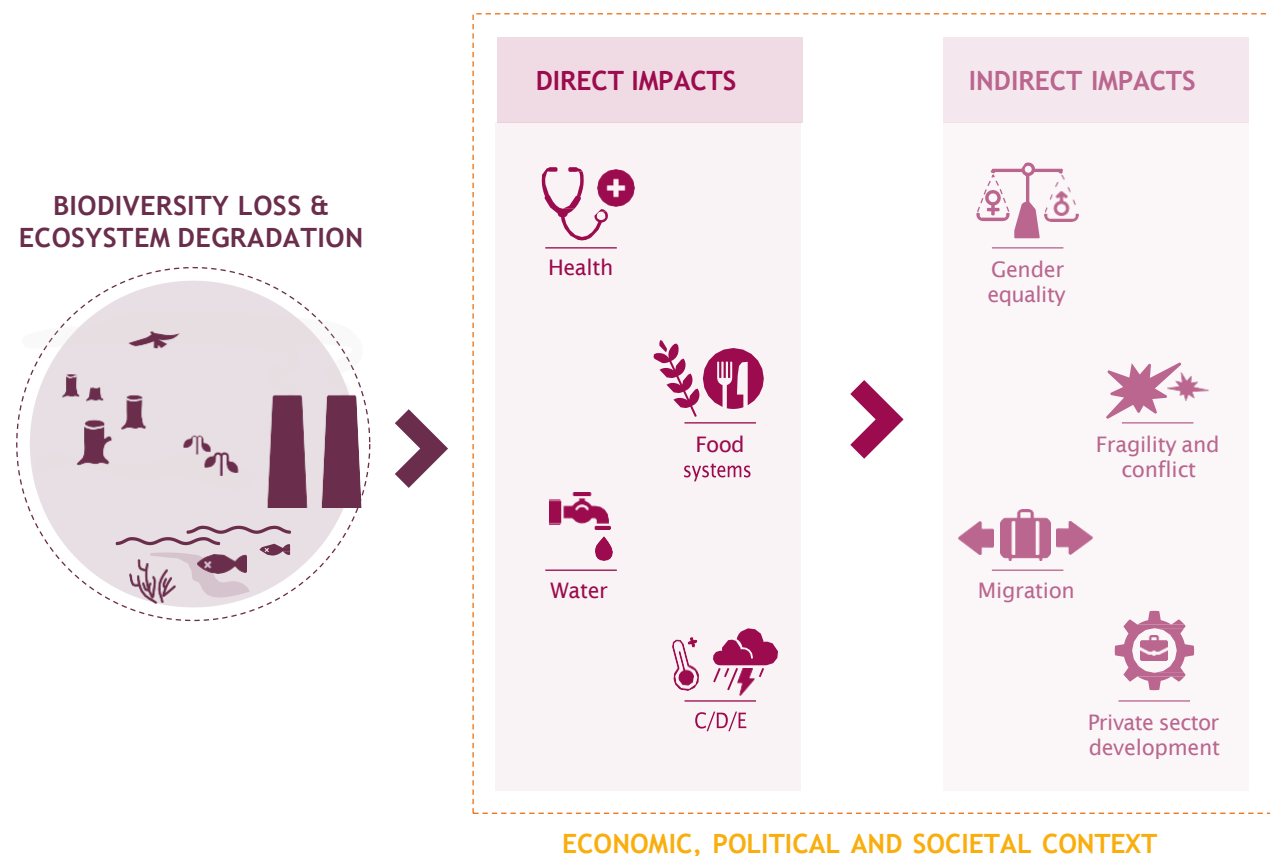 BIODIVERSITY LOSS &
ECOSYSTEM DEGRADATION
DIRECT IMPACTS
Health
Food
systems
Water
C/D/E
INDIRECT IMPACTS
Gender
equality
Fragility and
conflict
Migration
Private sector
development
ECONOMIC, POLITICAL AND SOCIETAL CONTEXT